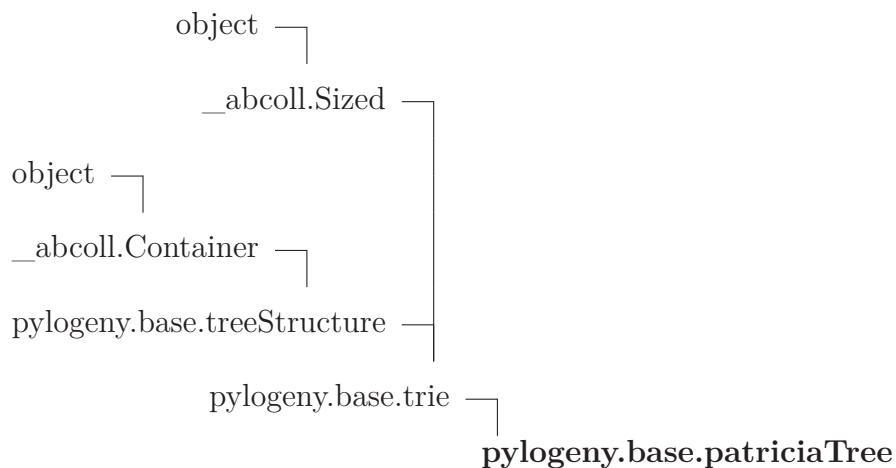 object
_abcoll.Sized
object
_abcoll.Container
pylogeny.base.treeStructure
pylogeny.base.trie
pylogeny.base.patriciaTree